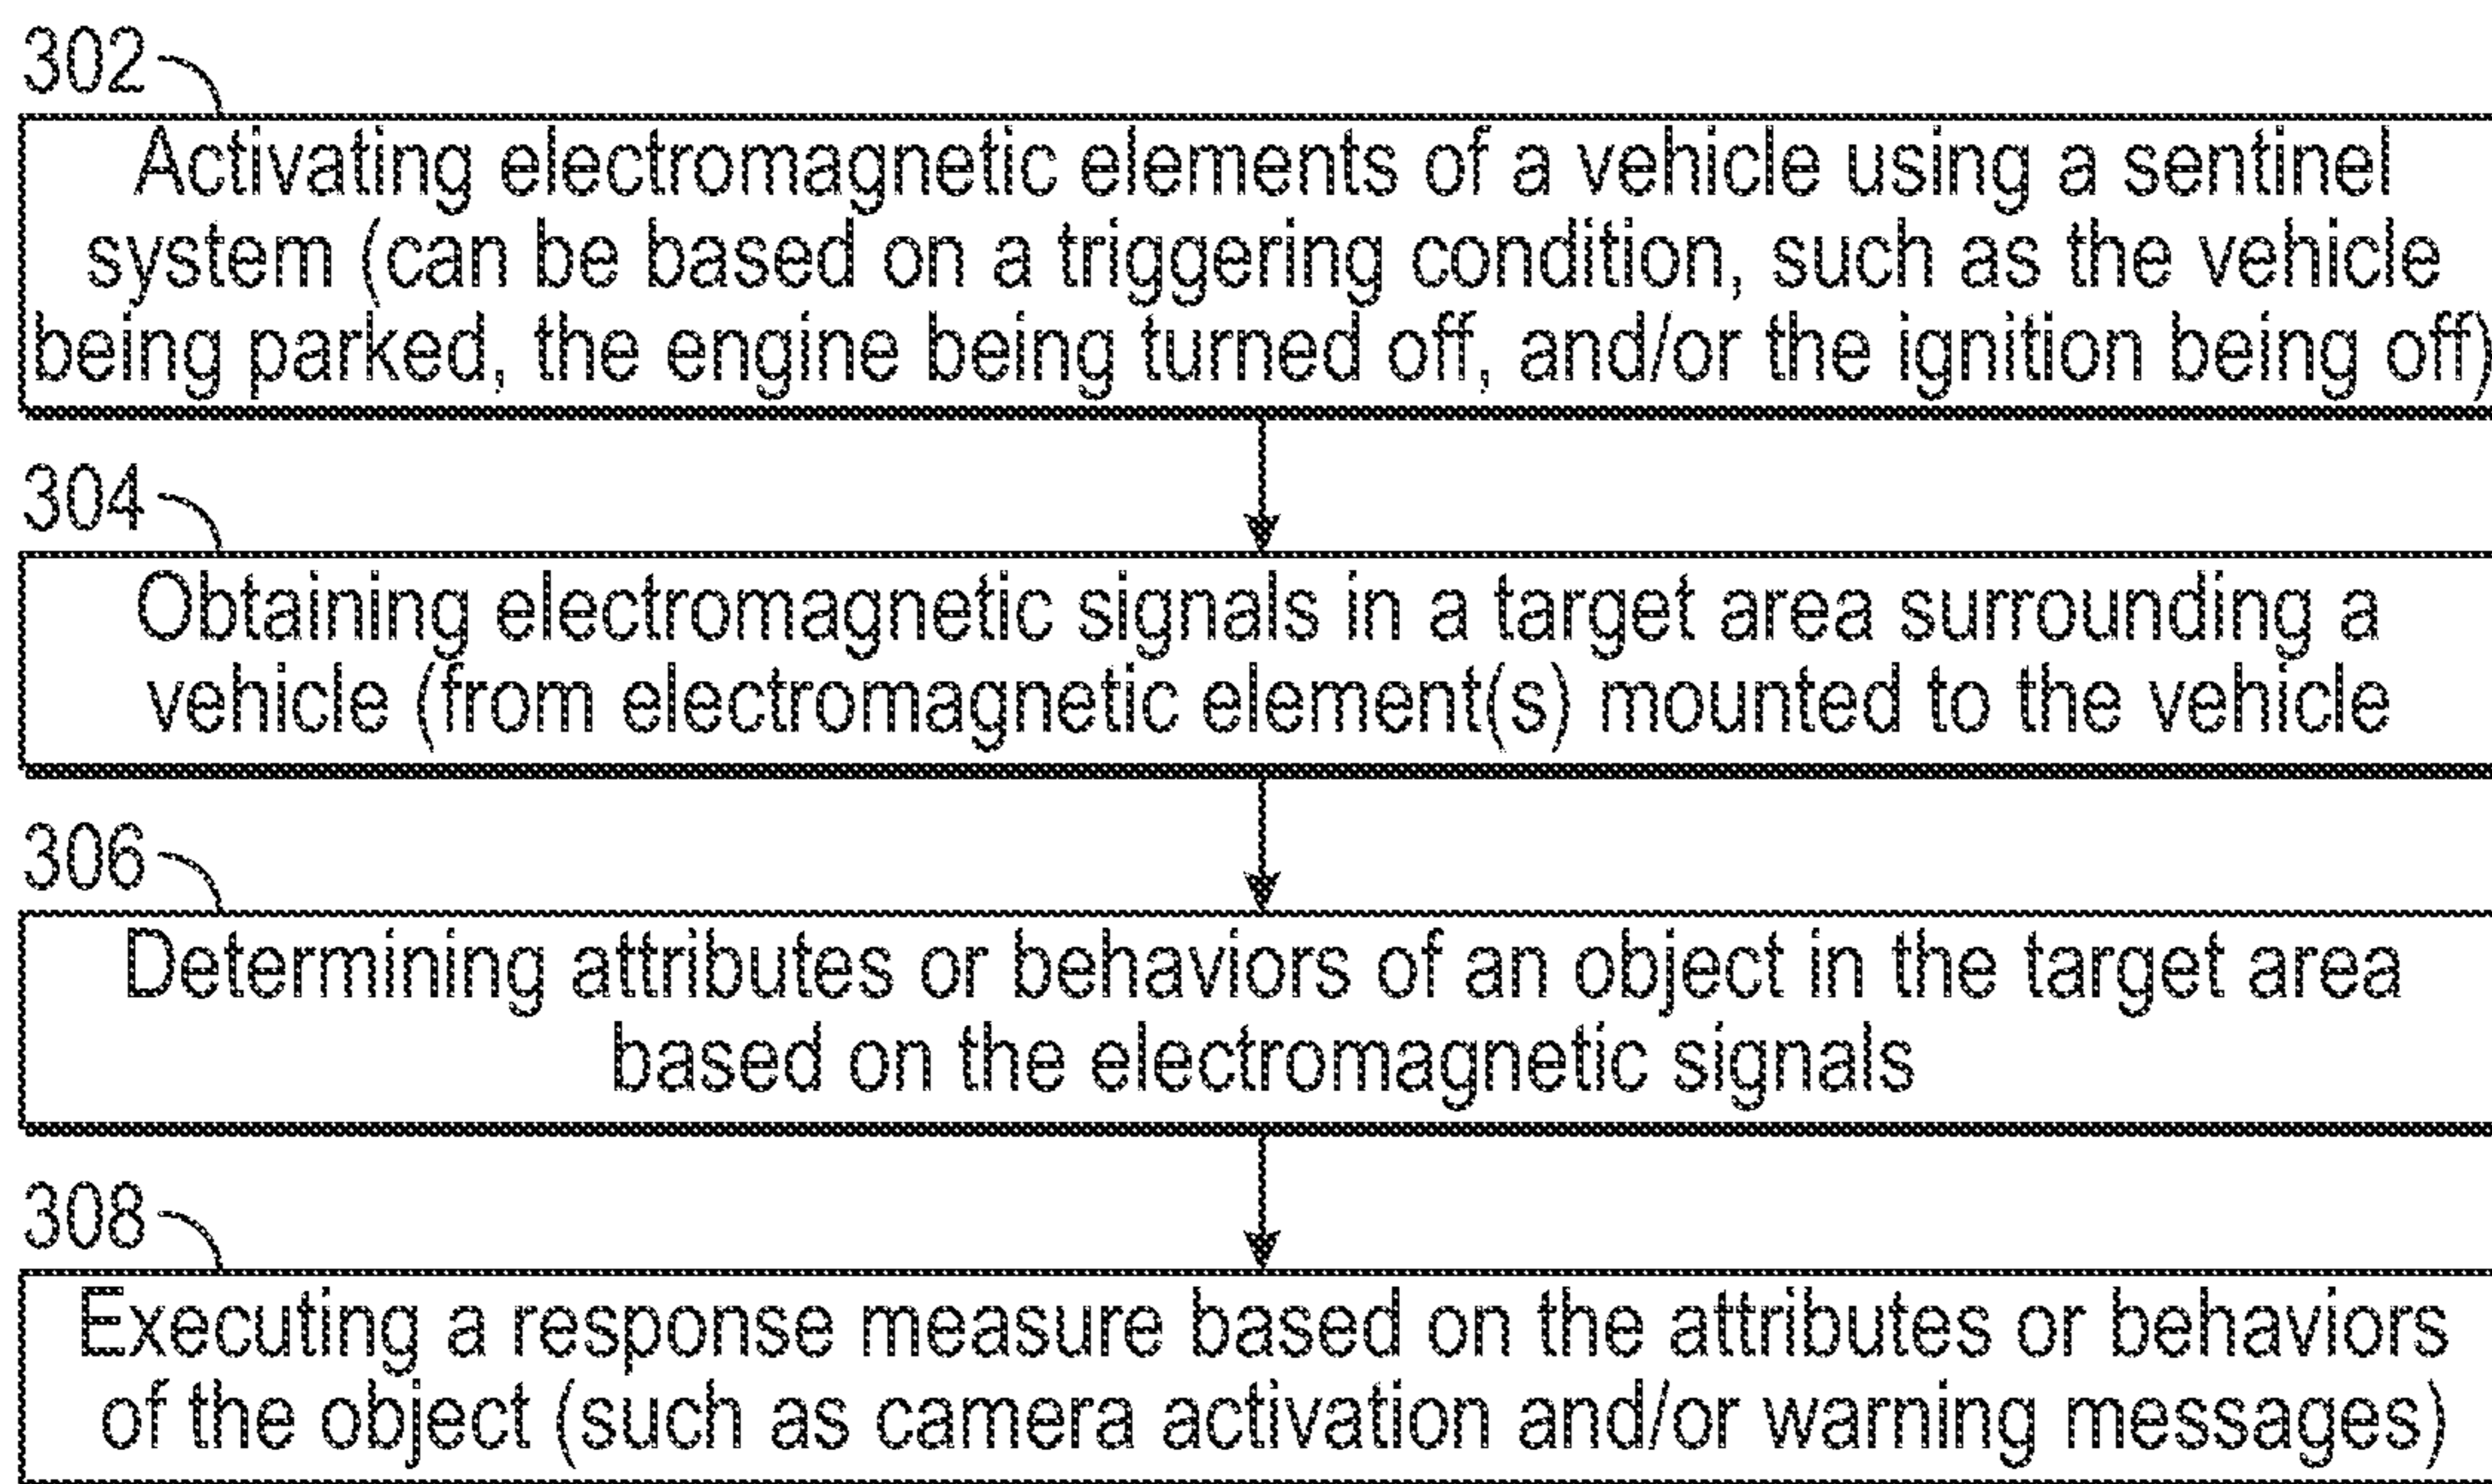 302
Activating electromagnetic elements of a vehicle using a sentinel
system (can be based on a triggering condition, such as the vehicle
being parked, the engine being turned off, and/or the ignition being off)
304
Obtaining electromagnetic signals in a target area surrounding a
vehicle (from electromagnetic element(s) mounted to the vehicle
306
Determining attributes or behaviors of an object in the target area
based on the electromagnetic signals
308
Executing a response measure based on the attributes or behaviors
of the object (such as camera activation and/or warning messages)